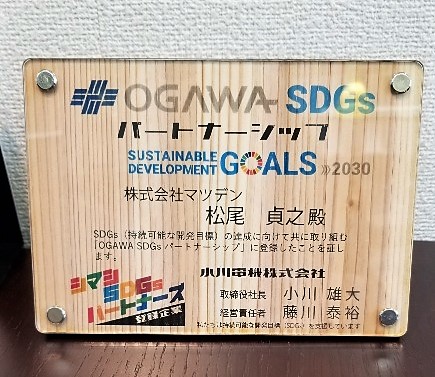 OGAWA SDGs
パートナーシップ
SUSTAINABLE DEVELOPMENT GOALS 2030
株式会社マツデン
松尾 貞之殿
SDGs（持続可能な開発目標）の達成に向けて共に取り組む
「OGAWA SDGsパートナーシップ」に登録したことを証し
ます。
小川電機株式会社
取締役社長 小川 雄大
経営責任者 藤川 泰裕
私たちは持続可能な開発目標（SDGs）を支援しています
シマシ
SDGs
パートナーズ
登録企業